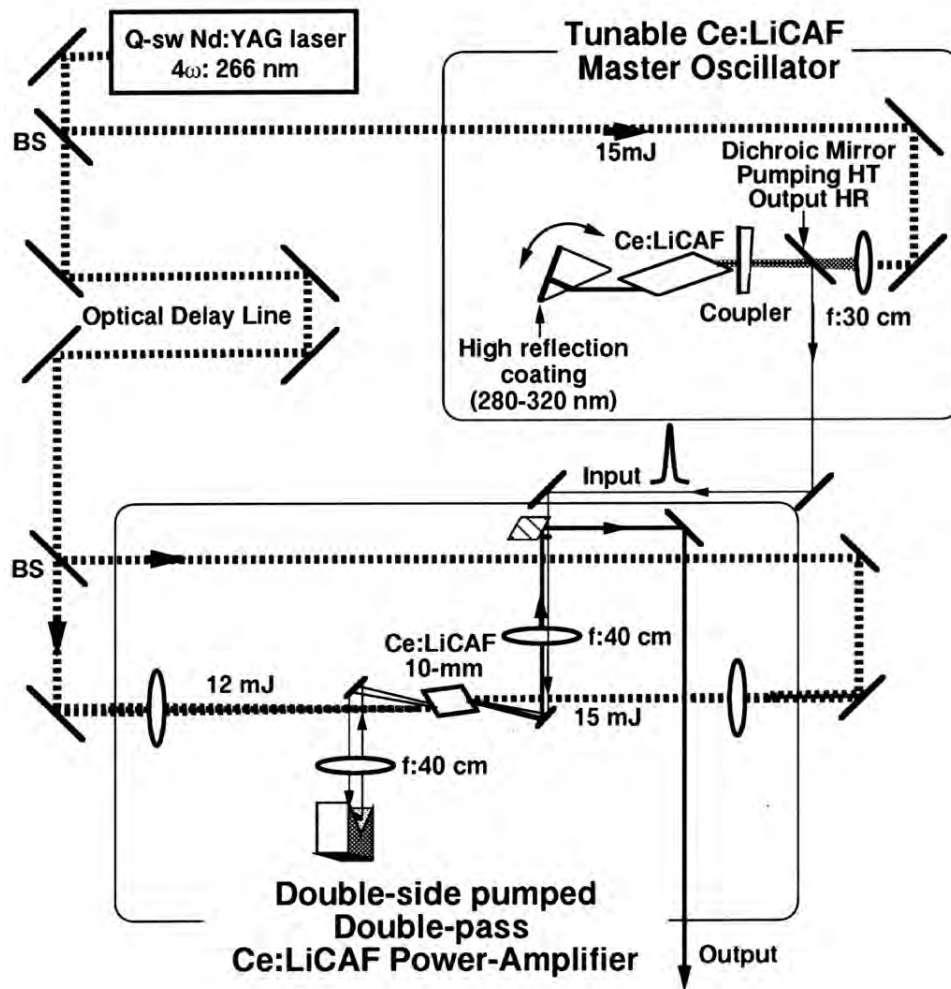 Q-sw Nd:YAG laser
4ω: 266 nm
Tunable Ce:LiCAF
Master Oscillator
BS
15mJ
Dichroic Mirror
Pumping HT
Output HR
Ce:LiCAF
Optical Delay Line
Coupler
f:30 cm
High reflection
coating
(280-320 nm)
Input
BS
Ce:LiCAF
10-mm
f:40 cm
12 mJ
15 mJ
f:40 cm
Double-side pumped
Double-pass
Ce:LiCAF Power-Amplifier
Output